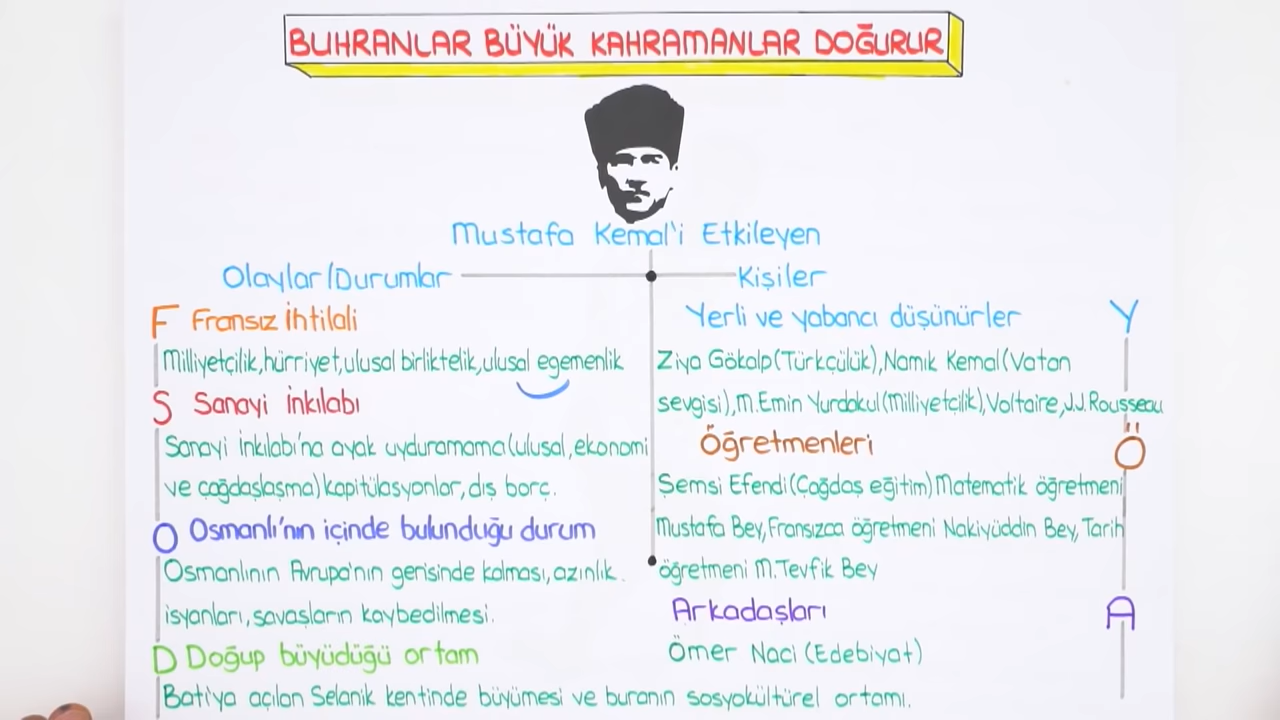 BUHRANLAR BÜYÜK KAHRAMANLAR DOĞURUR
Mustafa Kemal'i Etkileyen
Olaylar/Durumlar
F Fransız İhtilali
Milliyetçilik,hürriyet,ulusal birliktelik,ulusal egemenlik
S Sanayi İnkılabı
Sanayi İnkılabı'na ayak uyduramama(ulusal,ekonomi
ve çağdaşlaşma)kapitülasyonlar,dış borç.
O Osmanlı'nın içinde bulunduğu durum
Osmanlının Avrupa'nın gerisinde kalması,azınlık
isyanları,savaşların kaybedilmesi.
D Doğup büyüdüğü ortam
Batı'ya açılan Selanik kentinde büyümesi ve buranın sosyokültürel ortamı.
Kişiler
Yerli ve yabancı düşünürler Y
Ziya Gökalp(Türkçülük),Namık Kemal(Vatan
sevgisi),M.Emin Yurdakul(Milliyetçilik),Voltaire,J.J.Rousseau
Öğretmenleri Ö
Şemsi Efendi(Çağdaş eğitim)Matematik öğretmeni
Mustafa Bey,Fransızca öğretmeni Nakiyüddin Bey,Tarih
öğretmeni M.Tevfik Bey
Arkadaşları A
Ömer Naci (Edebiyat)